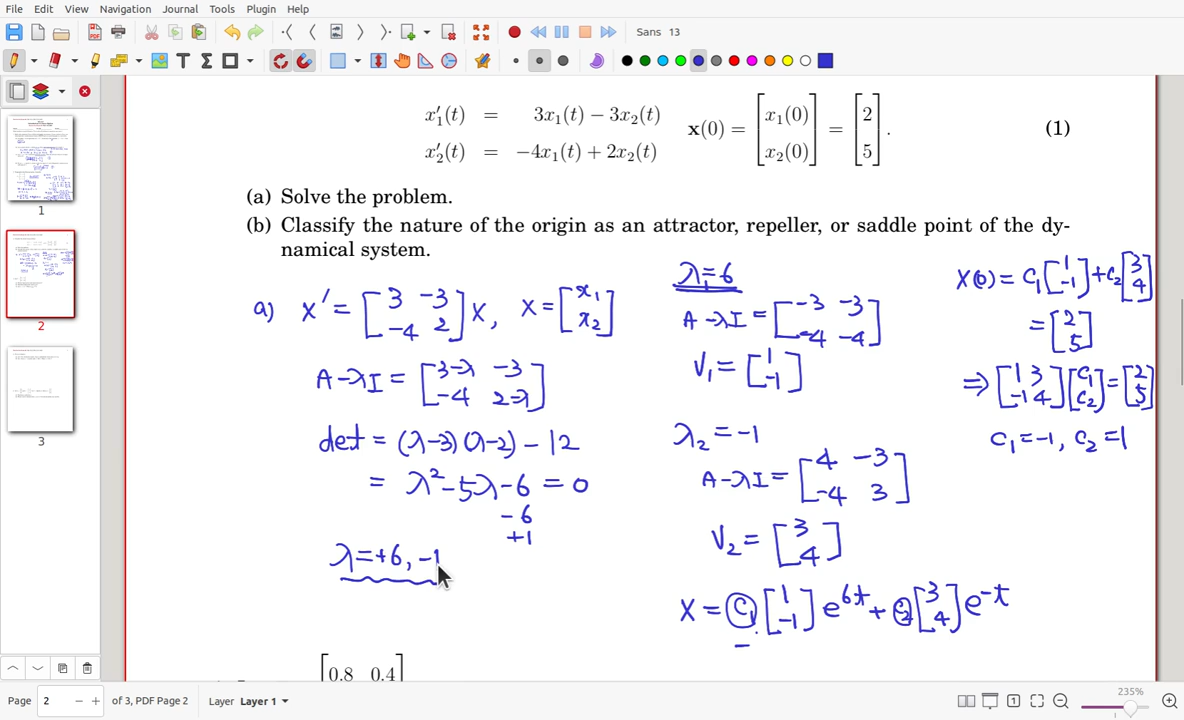 File Edit View Navigation Journal Tools Plugin Help
Sans 13
x₁′(t) = 3x₁(t) − 3x₂(t)
x₂′(t) = −4x₁(t) + 2x₂(t)
x(0) = [x₁(0) x₂(0)] = [2 5].
(1)
(a) Solve the problem.
(b) Classify the nature of the origin as an attractor, repeller, or saddle point of the dy-
namical system.
a) X′ = [3 −3; −4 2] X, X = [x₁; x₂]
A−λI = [3−λ −3; −4 2−λ]
det = (λ−3)(λ−2) − 12
= λ² − 5λ − 6 = 0
−6
+1
λ = +6, −1
λ₁ = 6
A−λI = [−3 −3; −4 −4]
V₁ = [1; −1]
λ₂ = −1
A−λI = [4 −3; −4 3]
V₂ = [3; 4]
X = C₁ [1; −1] e^6t + C₂ [3; 4] e^−t
X(0) = C₁ [1; −1] + C₂ [3; 4]
= [2; 5]
⇒ [1 3; −1 4] [C₁; C₂] = [2; 5]
C₁ = −1, C₂ = 1
[0.8 0.4]
1
2
3
Page 2 of 3, PDF Page 2 Layer Layer 1
235%